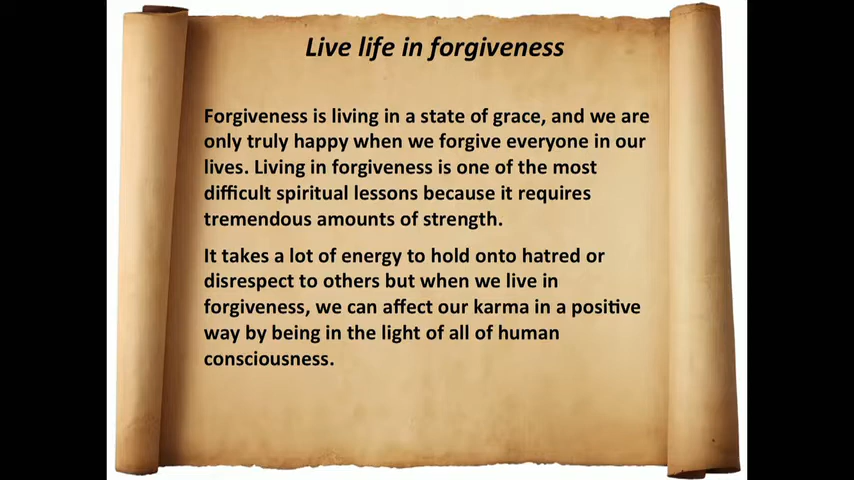 Live life in forgiveness
Forgiveness is living in a state of grace, and we are
only truly happy when we forgive everyone in our
lives. Living in forgiveness is one of the most
difficult spiritual lessons because it requires
tremendous amounts of strength.
It takes a lot of energy to hold onto hatred or
disrespect to others but when we live in
forgiveness, we can affect our karma in a positive
way by being in the light of all of human
consciousness.